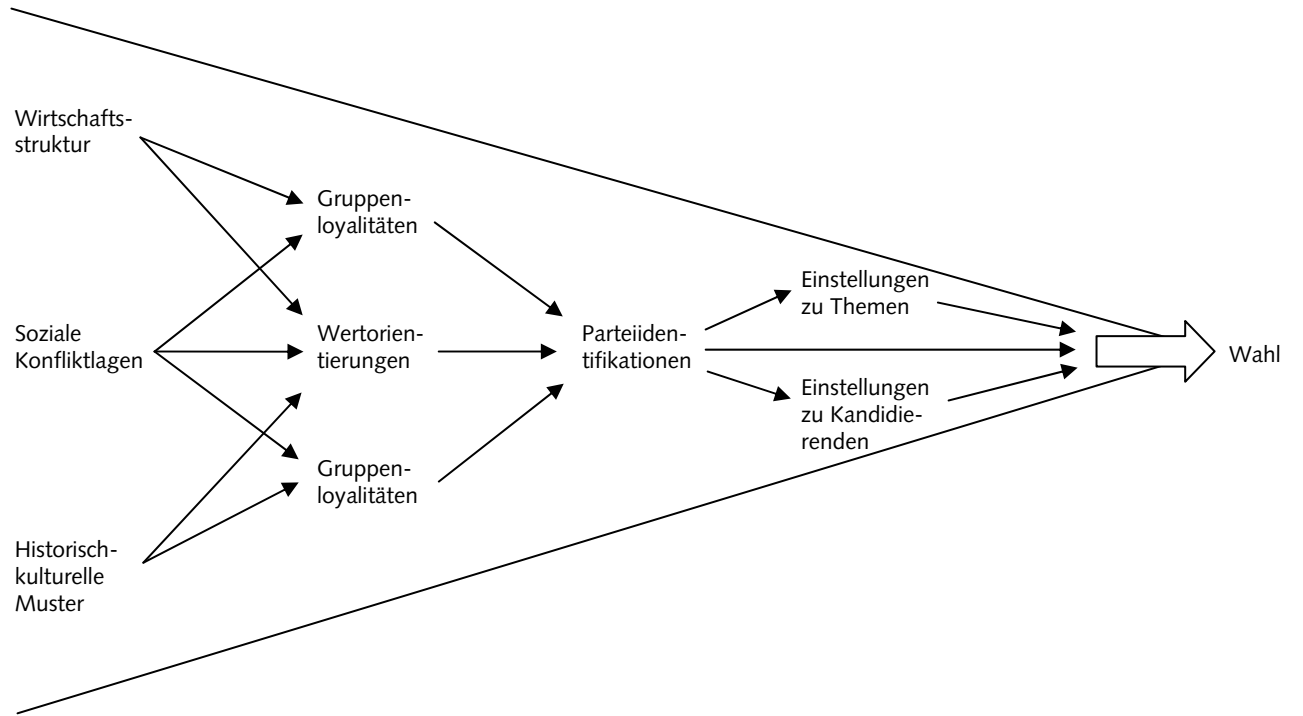 Wirtschafts-
struktur
Soziale
Konfliktlagen
Historisch-
kulturelle
Muster
Gruppen-
loyalitäten
Wertorien-
tierungen
Gruppen-
loyalitäten
Parteiiden-
tifikationen
Einstellungen
zu Themen
Einstellungen
zu Kandidie-
renden
Wahl